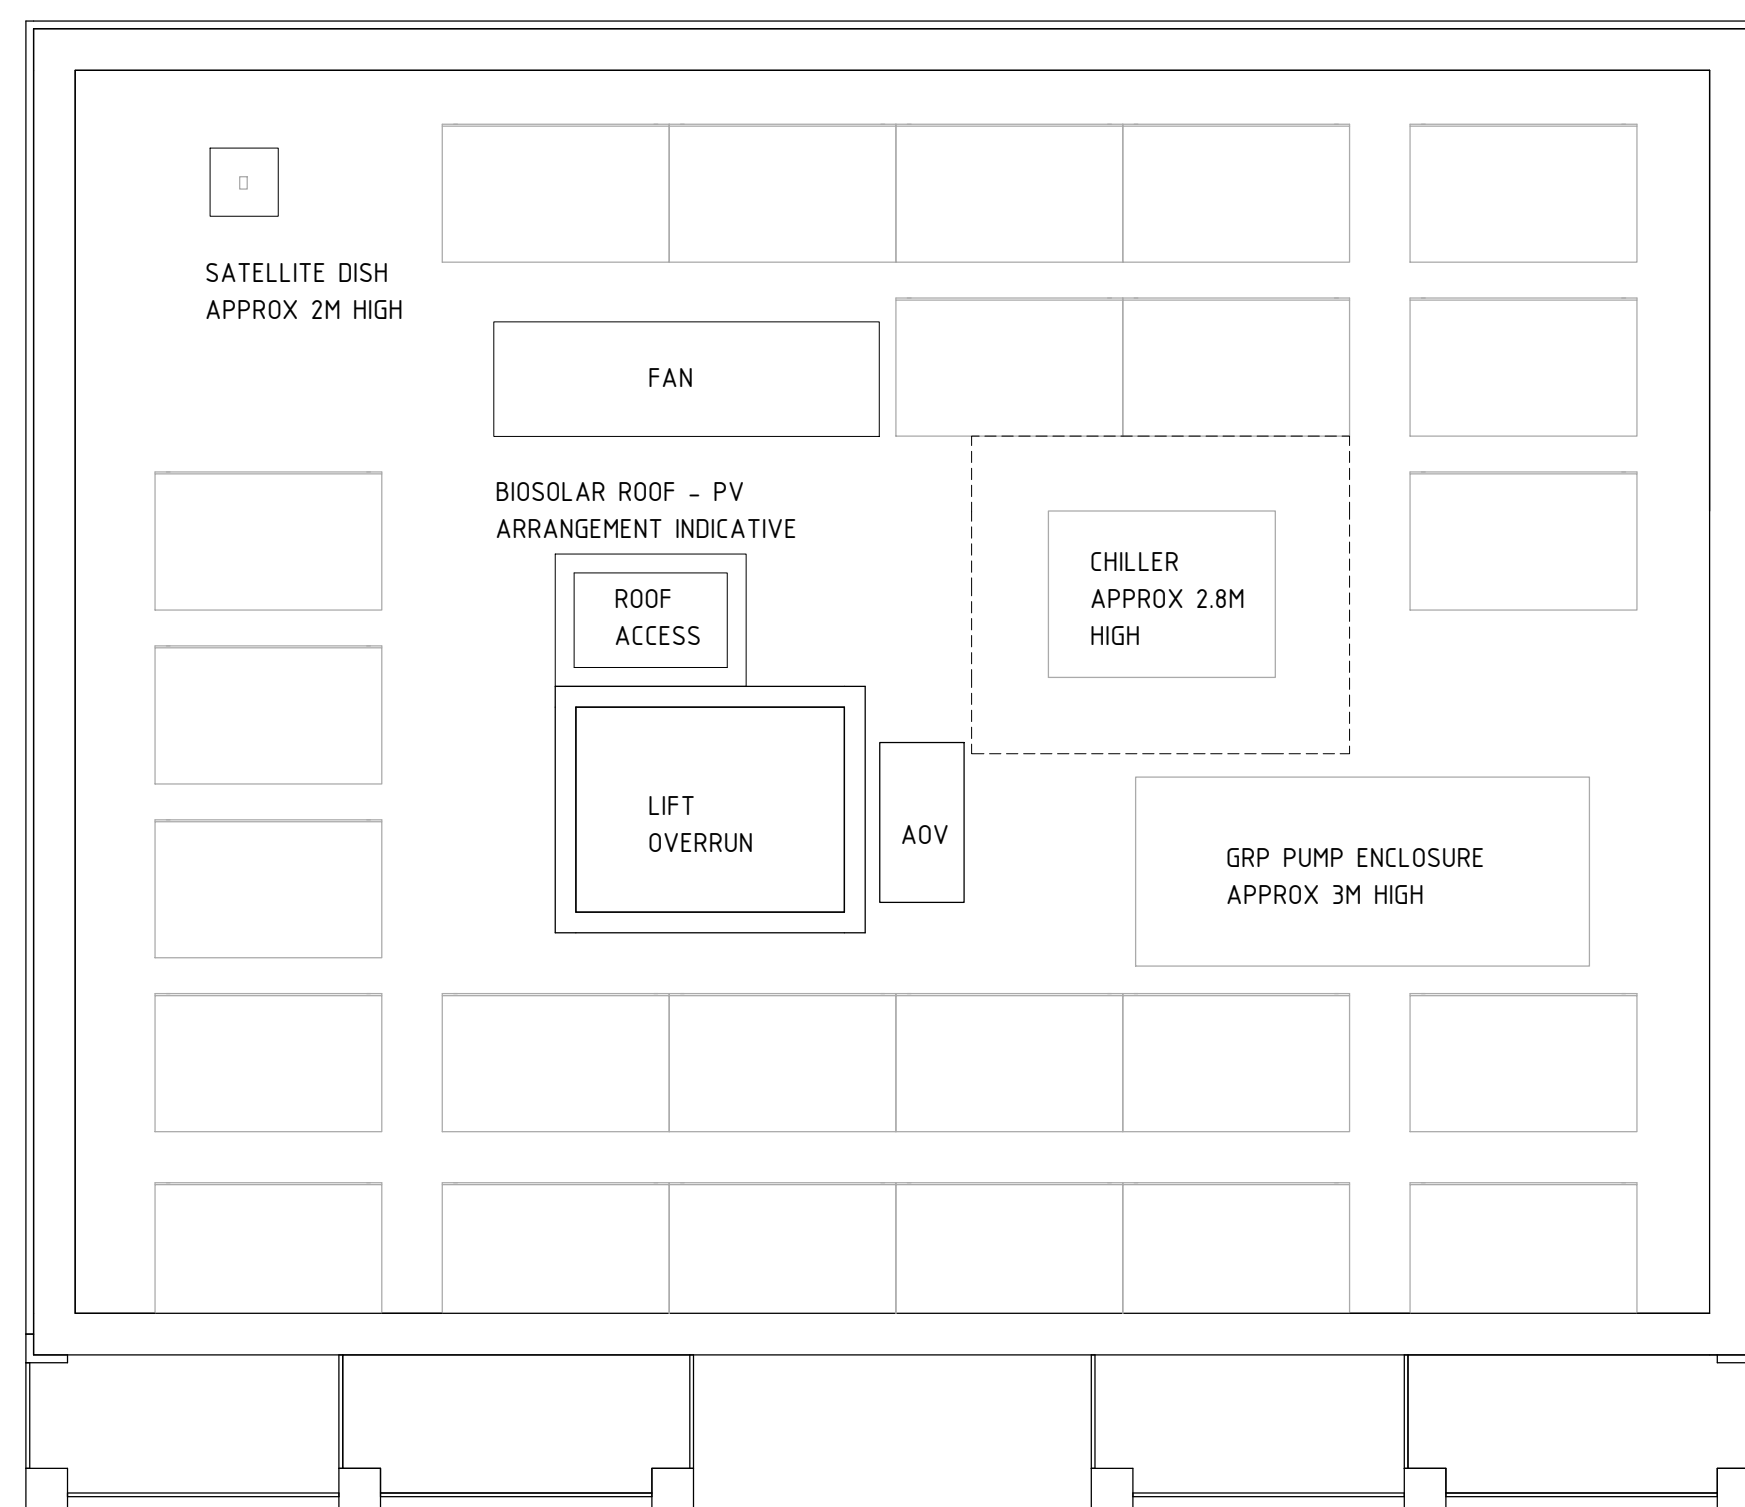 SATELLITE DISH
APPROX 2M HIGH
FAN
BIOSOLAR ROOF - PV
ARRANGEMENT INDICATIVE
ROOF
ACCESS
CHILLER
APPROX 2.8M
HIGH
LIFT
OVERRUN
AOV
GRP PUMP ENCLOSURE
APPROX 3M HIGH